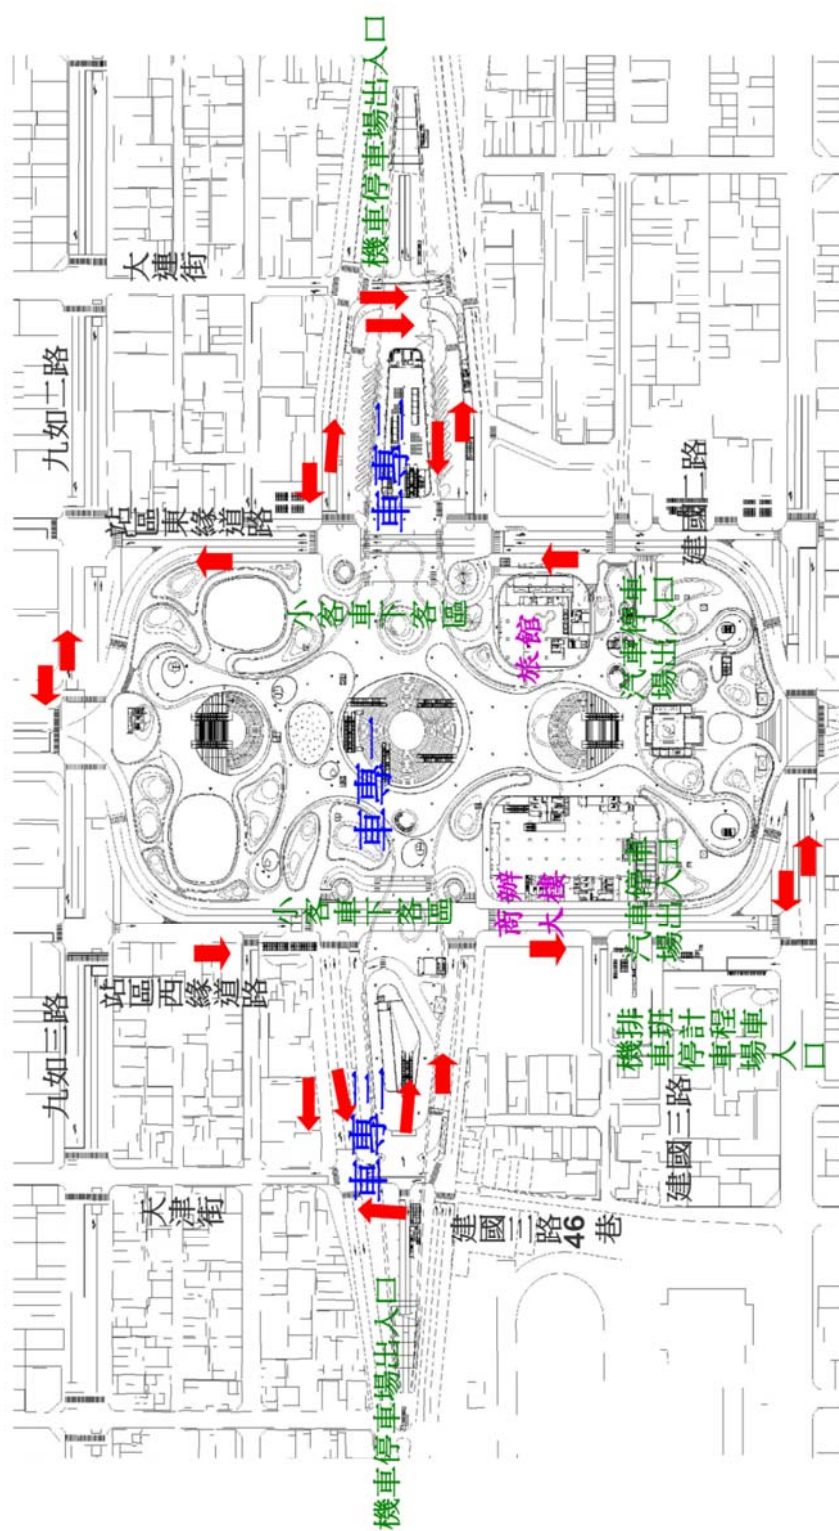 九如三路
九如二路
天津街
站區西緣道路
站區東緣道路
大連街
小客車下客區
小客車下客區
機車停車場出入口
車專三
車專一
車專二
機車停車場出入口
建國三路46巷
商辦
大樓
旅館
機排
車班
停計
車程
場車
入口
汽車停車
場出入口
汽車停車
場出入口
建國三路
建國二路